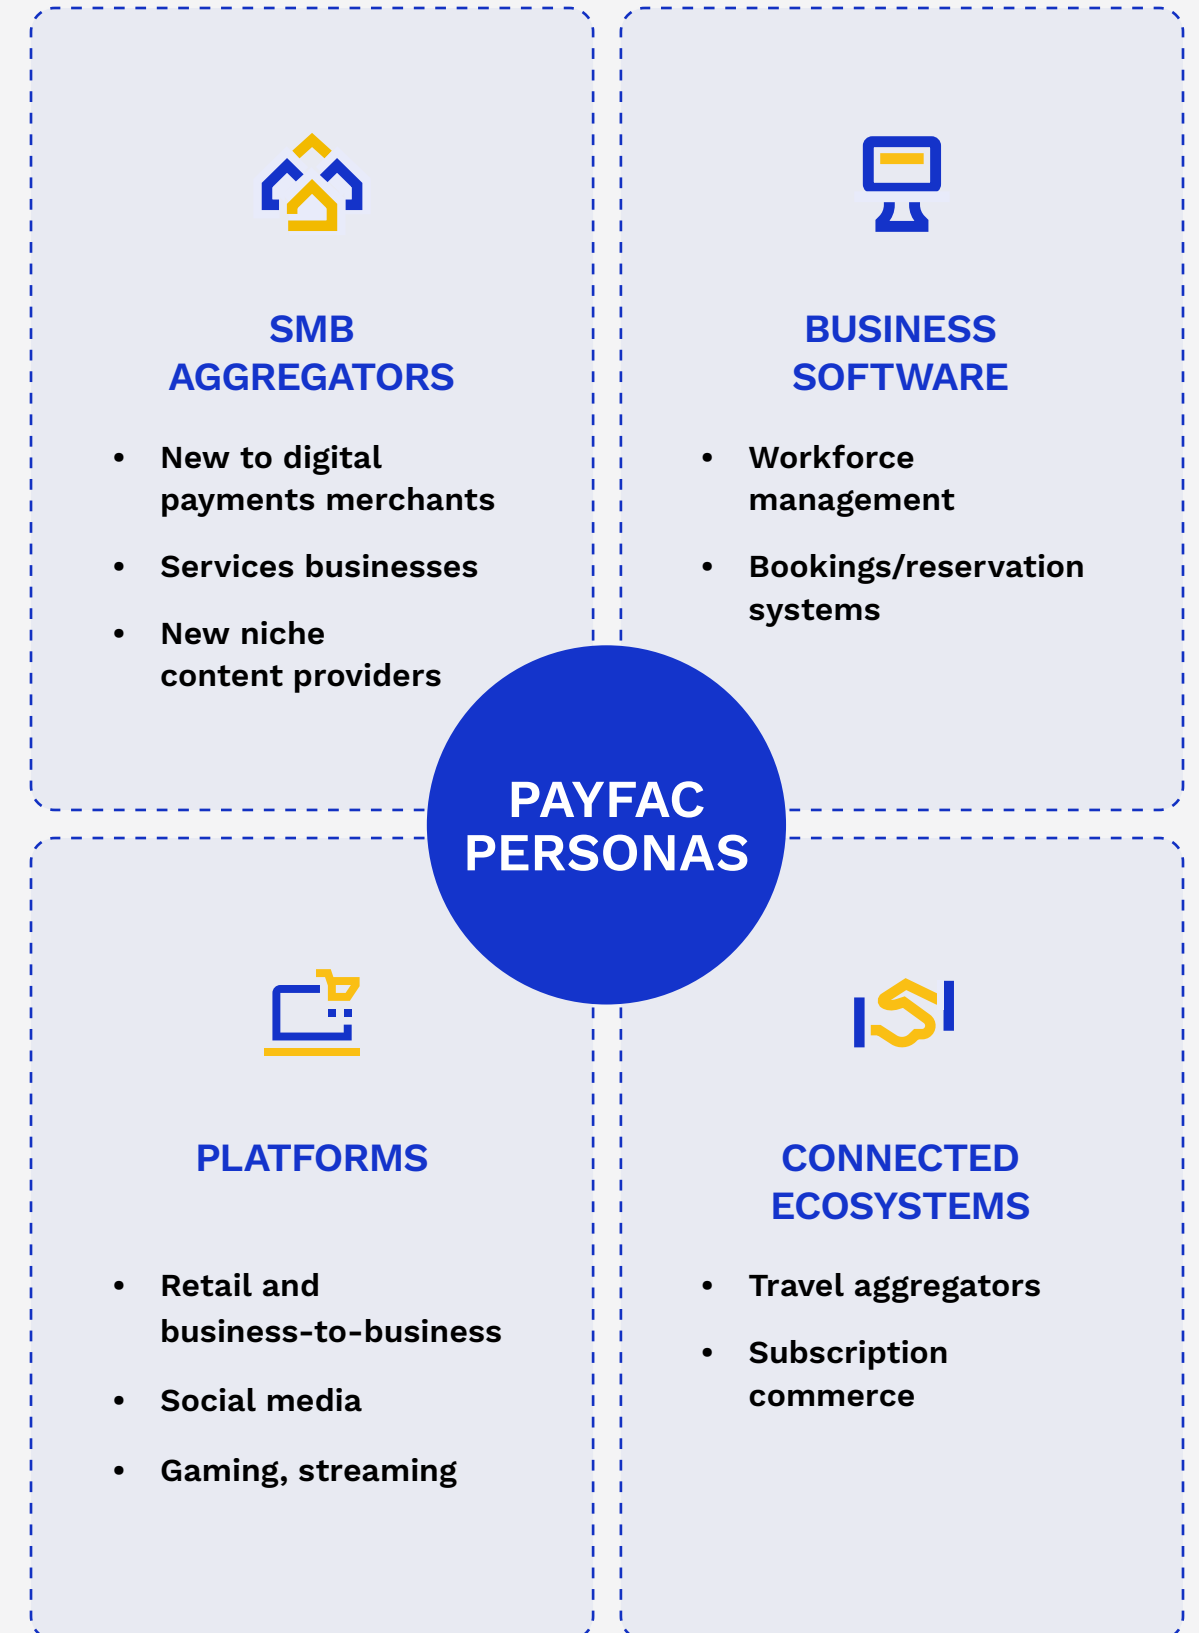 SMB
AGGREGATORS
• New to digital
payments merchants
• Services businesses
• New niche
content providers
BUSINESS
SOFTWARE
• Workforce
management
• Bookings/reservation
systems
PAYFAC
PERSONAS
PLATFORMS
• Retail and
business-to-business
• Social media
• Gaming, streaming
CONNECTED
ECOSYSTEMS
• Travel aggregators
• Subscription
commerce